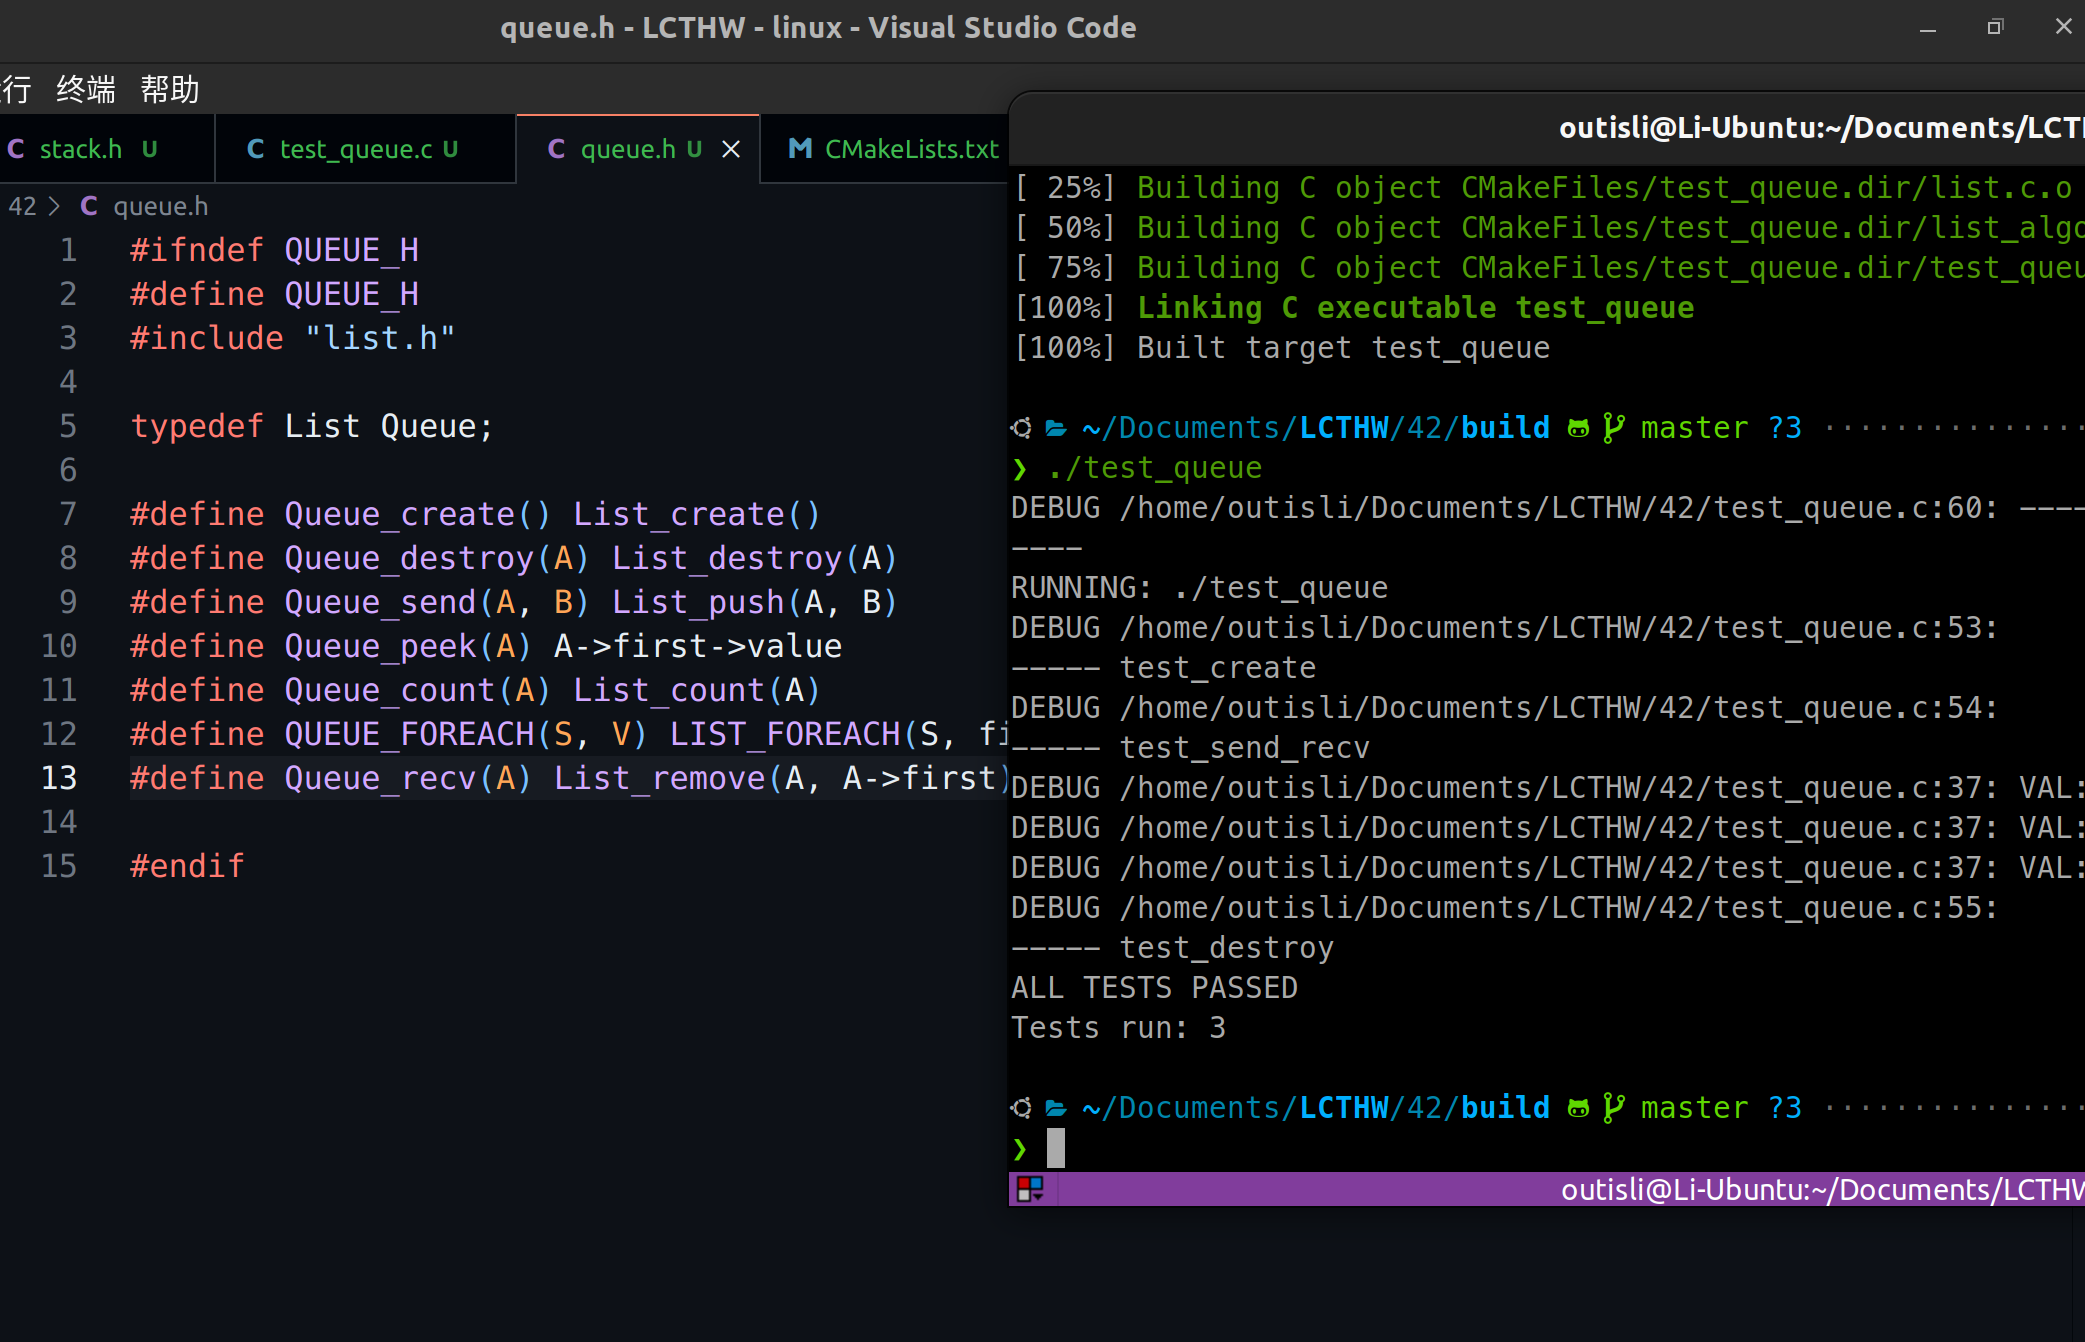 queue.h - LCTHW - linux - Visual Studio Code
行 终端 帮助
stack.h U
test_queue.c U
queue.h U
CMakeLists.txt
42 > C queue.h
1 #ifndef QUEUE_H
2 #define QUEUE_H
3 #include "list.h"
4
5 typedef List Queue;
6
7 #define Queue_create() List_create()
8 #define Queue_destroy(A) List_destroy(A)
9 #define Queue_send(A, B) List_push(A, B)
10 #define Queue_peek(A) A->first->value
11 #define Queue_count(A) List_count(A)
12 #define QUEUE_FOREACH(S, V) LIST_FOREACH(S, fi
13 #define Queue_recv(A) List_remove(A, A->first)
14
15 #endif
outisli@Li-Ubuntu:~/Documents/LCTH
[ 25%] Building C object CMakeFiles/test_queue.dir/list.c.o
[ 50%] Building C object CMakeFiles/test_queue.dir/list_algo
[ 75%] Building C object CMakeFiles/test_queue.dir/test_queu
[100%] Linking C executable test_queue
[100%] Built target test_queue
~/Documents/LCTHW/42/build master ?3
❯ ./test_queue
DEBUG /home/outisli/Documents/LCTHW/42/test_queue.c:60: ----
----
RUNNING: ./test_queue
DEBUG /home/outisli/Documents/LCTHW/42/test_queue.c:53:
----- test_create
DEBUG /home/outisli/Documents/LCTHW/42/test_queue.c:54:
----- test_send_recv
DEBUG /home/outisli/Documents/LCTHW/42/test_queue.c:37: VAL:
DEBUG /home/outisli/Documents/LCTHW/42/test_queue.c:37: VAL:
DEBUG /home/outisli/Documents/LCTHW/42/test_queue.c:37: VAL:
DEBUG /home/outisli/Documents/LCTHW/42/test_queue.c:55:
----- test_destroy
ALL TESTS PASSED
Tests run: 3
~/Documents/LCTHW/42/build master ?3
❯
outisli@Li-Ubuntu:~/Documents/LCTHW